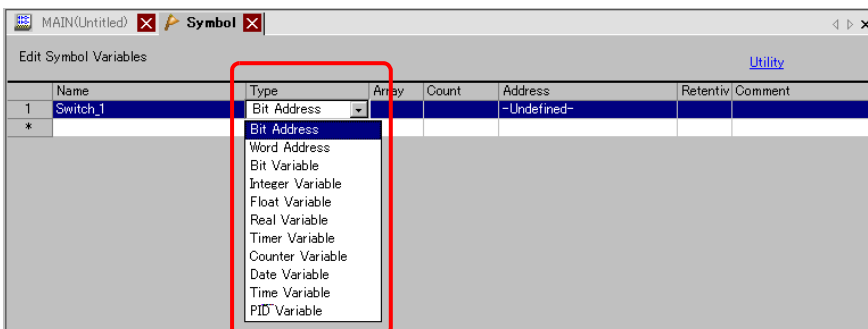 MAIN(Untitled) Symbol
Edit Symbol Variables
Utility
Name Type Array Count Address Retentiv Comment
1 Switch_1 Bit Address -Undefined-
* Bit Address
Word Address
Bit Variable
Integer Variable
Float Variable
Real Variable
Timer Variable
Counter Variable
Date Variable
Time Variable
PID Variable